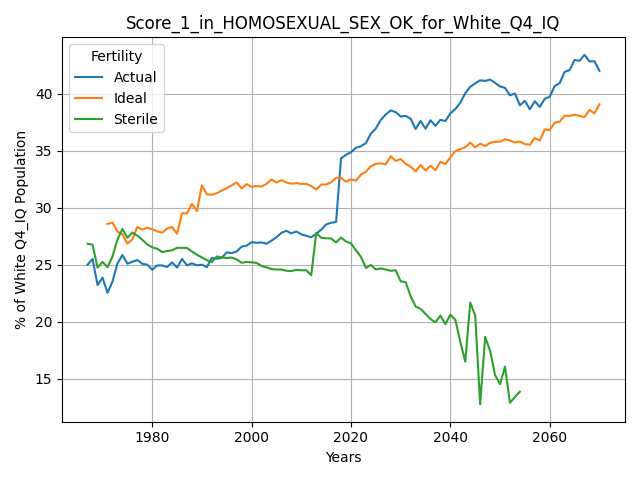 Score_1_in_HOMOSEXUAL_SEX_OK_for_White_Q4_IQ
Fertility
Actual
Ideal
Sterile
% of White Q4_IQ Population
40
35
30
25
20
15
1980
2000
2020
2040
2060
Years